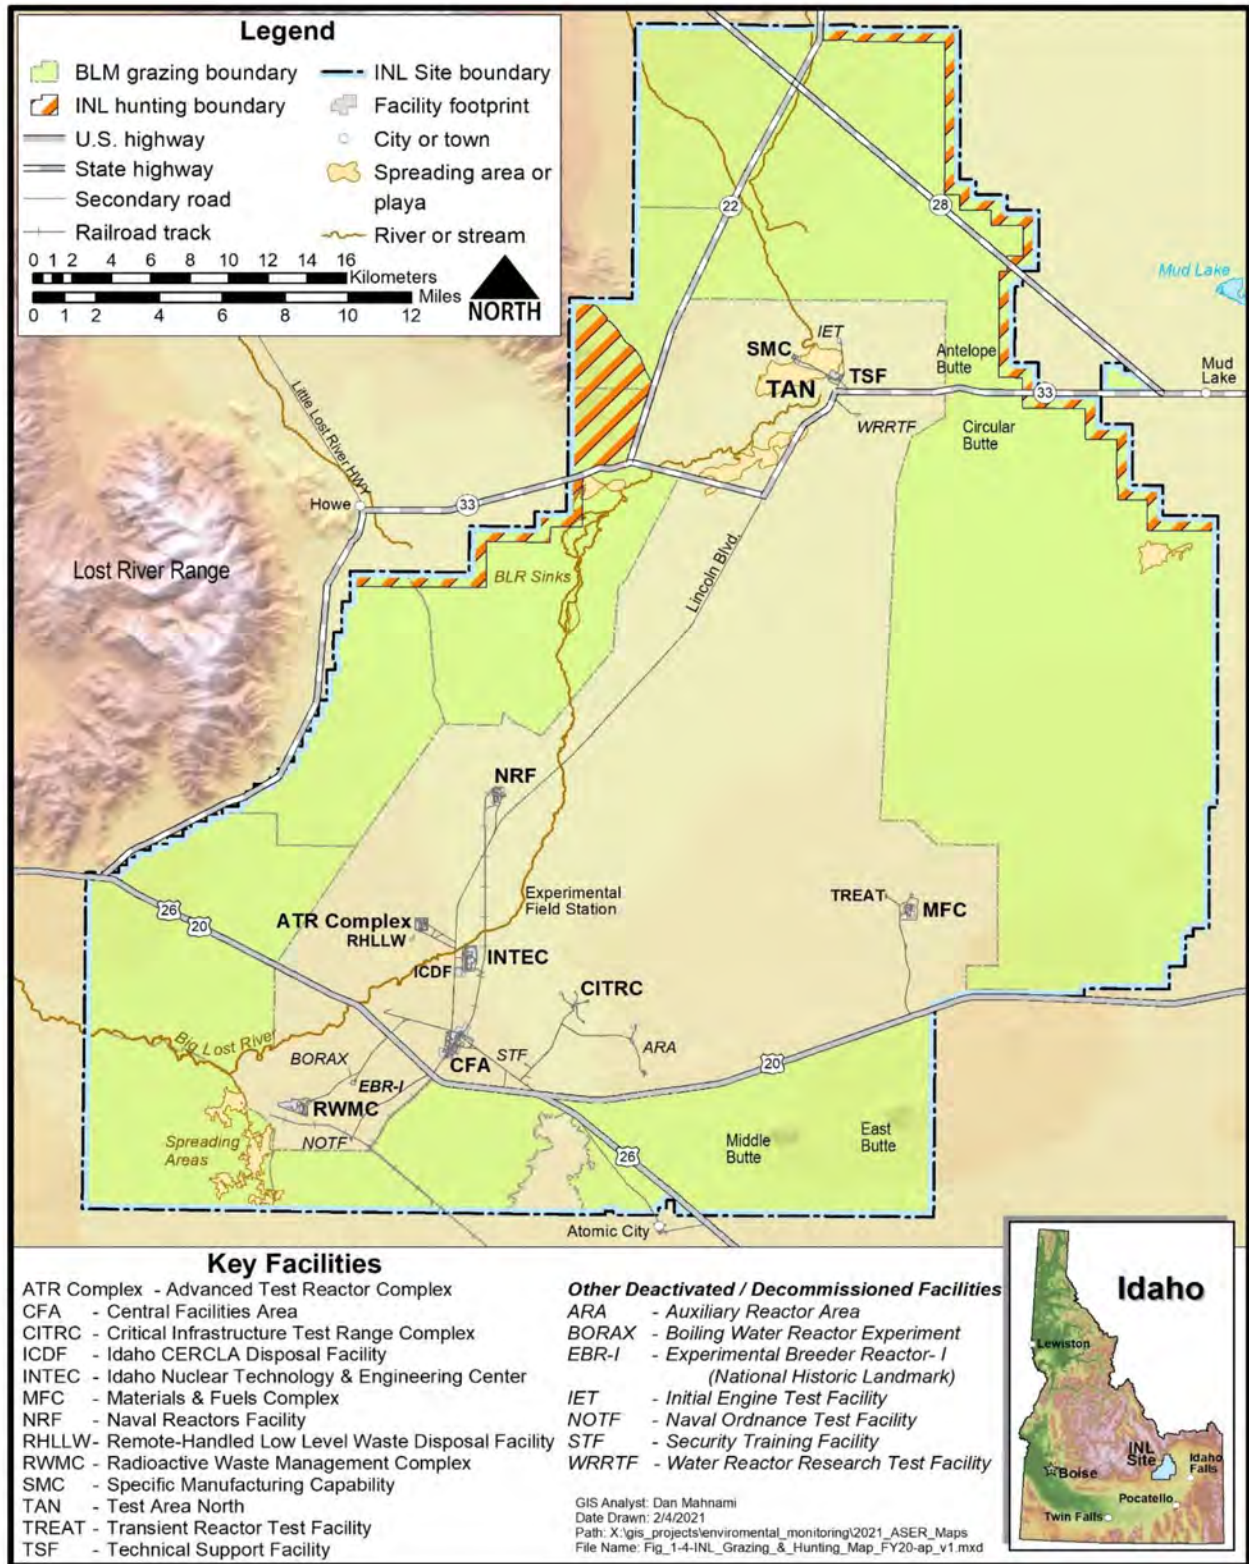 Legend
BLM grazing boundary
INL hunting boundary
U.S. highway
State highway
Secondary road
Railroad track
INL Site boundary
Facility footprint
City or town
Spreading area or
playa
River or stream
0 1 2 4 6 8 10 12 14 16
Kilometers
Miles
0 1 2 4 6 8 10 12
NORTH
22
28
Mud Lake
IET
SMC
TSF
TAN
Antelope
Butte
Mud
Lake
33
WRRTF
Circular
Butte
Little Lost River HWY
Howe
33
Lost River Range
BLR Sinks
Lincoln Blvd.
NRF
Experimental
Field Station
TREAT
MFC
26
20
ATR Complex
RHLLW
INTEC
ICDF
CITRC
Big Lost River
BORAX
STF
ARA
CFA
EBR-I
20
RWMC
NOTF
Spreading
Areas
Middle
Butte
East
Butte
26
Atomic City
Key Facilities
ATR Complex - Advanced Test Reactor Complex
CFA - Central Facilities Area
CITRC - Critical Infrastructure Test Range Complex
ICDF - Idaho CERCLA Disposal Facility
INTEC - Idaho Nuclear Technology & Engineering Center
MFC - Materials & Fuels Complex
NRF - Naval Reactors Facility
RHLLW- Remote-Handled Low Level Waste Disposal Facility
RWMC - Radioactive Waste Management Complex
SMC - Specific Manufacturing Capability
TAN - Test Area North
TREAT - Transient Reactor Test Facility
TSF - Technical Support Facility
Other Deactivated / Decommissioned Facilities
ARA - Auxiliary Reactor Area
BORAX - Boiling Water Reactor Experiment
EBR-I - Experimental Breeder Reactor- I
(National Historic Landmark)
IET - Initial Engine Test Facility
NOTF - Naval Ordnance Test Facility
STF - Security Training Facility
WRRTF - Water Reactor Research Test Facility
GIS Analyst: Dan Mahnami
Date Drawn: 2/4/2021
Path: X:\gis_projects\enviromental_monitoring\2021_ASER_Maps
File Name: Fig_1-4-INL_Grazing_&_Hunting_Map_FY20-ap_v1.mxd
Idaho
Lewiston
INL
Site
Idaho
Falls
Boise
Pocatello
Twin Falls